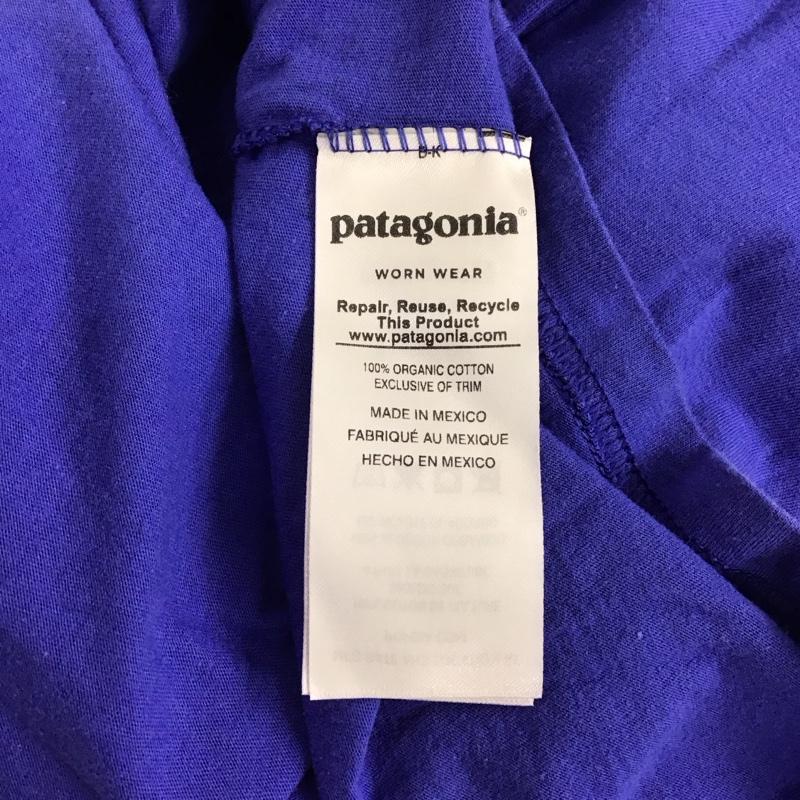 B-K
patagonia®
WORN WEAR
Repair, Reuse, Recycle
This Product
www.patagonia.com
100% ORGANIC COTTON
EXCLUSIVE OF TRIM
MADE IN MEXICO
FABRIQUÉ AU MEXIQUE
HECHO EN MEXICO